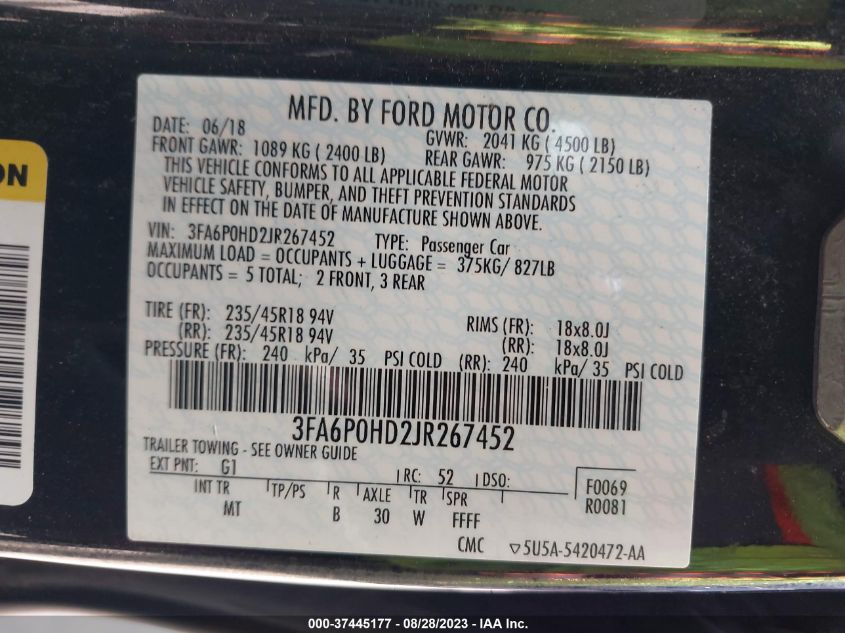 ON
MFD. BY FORD MOTOR CO.
DATE: 06/18 GVWR: 2041 KG ( 4500 LB)
FRONT GAWR: 1089 KG ( 2400 LB) REAR GAWR: 975 KG ( 2150 LB)
THIS VEHICLE CONFORMS TO ALL APPLICABLE FEDERAL MOTOR
VEHICLE SAFETY, BUMPER, AND THEFT PREVENTION STANDARDS
IN EFFECT ON THE DATE OF MANUFACTURE SHOWN ABOVE.
VIN: 3FA6P0HD2JR267452 TYPE: Passenger Car
MAXIMUM LOAD = OCCUPANTS + LUGGAGE = 375KG/ 827LB
OCCUPANTS = 5 TOTAL; 2 FRONT, 3 REAR
TIRE (FR): 235/45R18 94V RIMS (FR): 18x8.0J
(RR): 235/45R18 94V (RR): 18x8.0J
PRESSURE (FR): 240 kPa/ 35 PSI COLD (RR): 240 kPa/ 35 PSI COLD
3FA6P0HD2JR267452
TRAILER TOWING - SEE OWNER GUIDE
EXT PNT: G1 RC: 52 DSO: F0069
INT TR TP/PS R AXLE TR SPR R0081
MT B 30 W FFFF
CMC ▽5U5A-5420472-AA
000-37445177 - 08/28/2023 - IAA Inc.